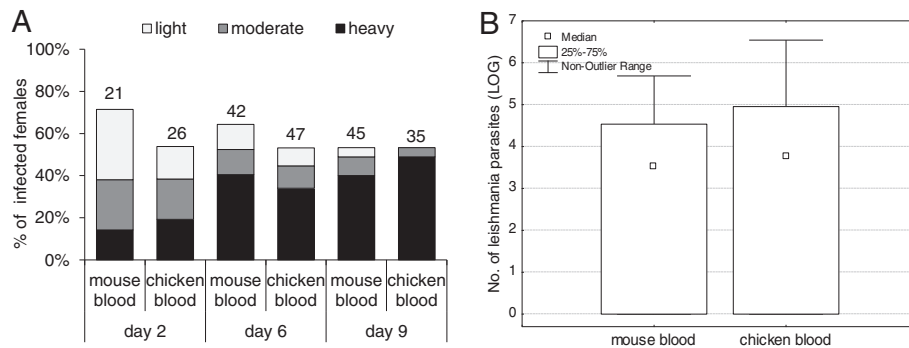 A
light moderate heavy
% of infected females
100%
80%
60%
40%
20%
0%
21
26
42
47
45
35
mouse blood
chicken blood
mouse blood
chicken blood
mouse blood
chicken blood
day 2
day 6
day 9
B
No. of leishmania parasites (LOG)
7
6
5
4
3
2
1
0
Median
25%-75%
Non-Outlier Range
mouse blood
chicken blood